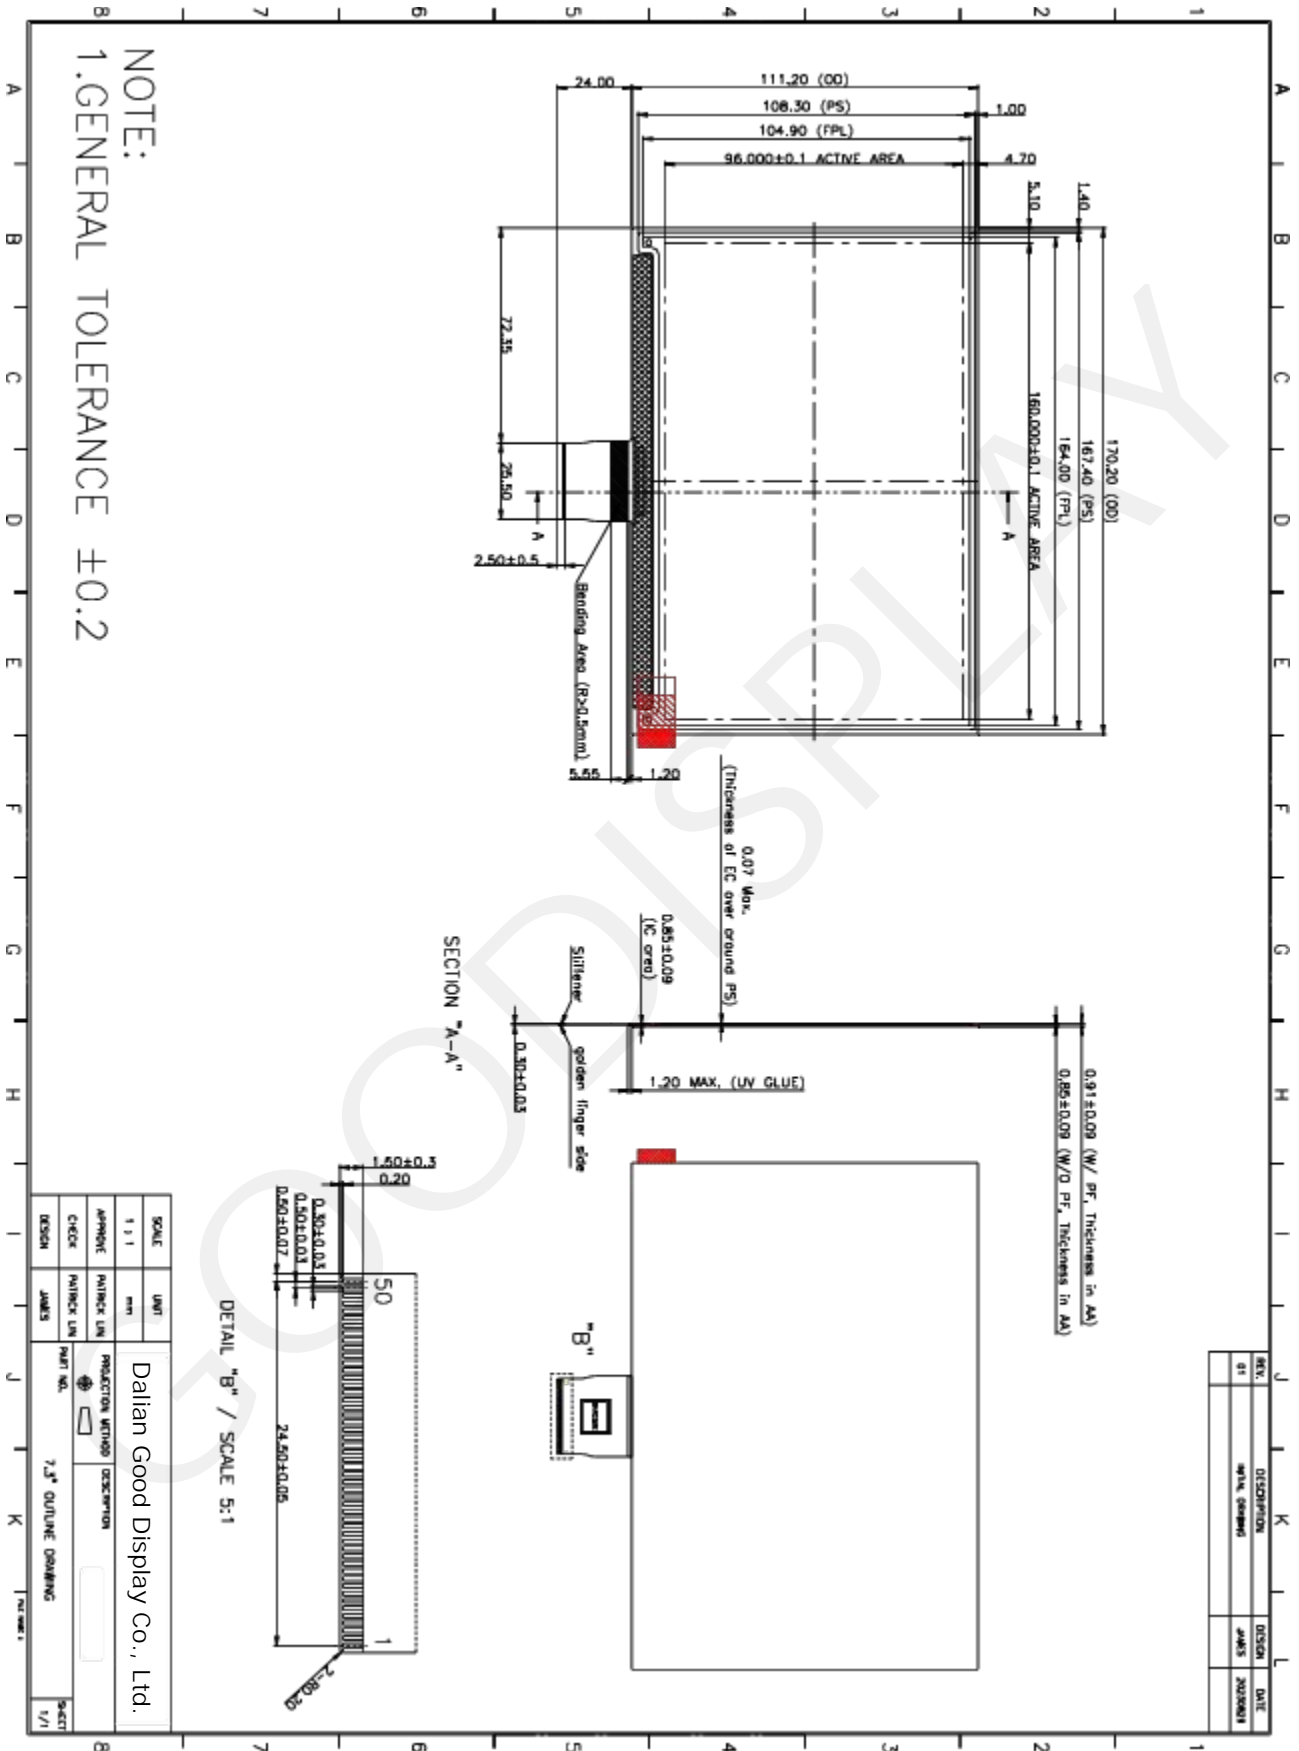 NOTE:
1.GENERAL TOLERANCE ±0.2
8
7
6
5
4
3
2
1
A
B
C
D
E
F
G
H
I
J
K
L
111.20 (OD)
24.00
108.30 (PS)
1.00
104.90 (FPL)
96.000±0.1 ACTIVE AREA
4.70
5.10
1.40
170.20 (OD)
167.40 (PS)
164.00 (FPL)
160.000±0.1 ACTIVE AREA
72.35
25.50
2.50±0.5
A
A
Bending Area (R>0.5mm)
5.55
1.20
0.07 Max.
(Thickness of EC over around PS)
0.85±0.09
(IC area)
Stiffener
golden finger side
0.30±0.03
SECTION "A-A"
1.20 MAX. (UV GLUE)
0.91±0.09 (W/ PF, Thickness in AA)
0.85±0.09 (W/O PF, Thickness in AA)
"B"
1.50±0.3
0.20
0.30±0.03
0.50±0.03
0.50±0.07
50
1
24.50±0.05
2-R0.20
DETAIL "B" / SCALE 5:1
REV.
DESCRIPTION
DESIGN
DATE
01
JAMES
SCALE
UNIT
1 : 1
mm
Dalian Good Display Co., Ltd.
APPROVE
PATRICK LIN
PROJECTION METHOD
DESCRIPTION
CHECK
PATRICK LIN
DESIGN
JAMES
PART NO.
7.3" OUTLINE DRAWING
SHEET
1/1
GOODISPLAY